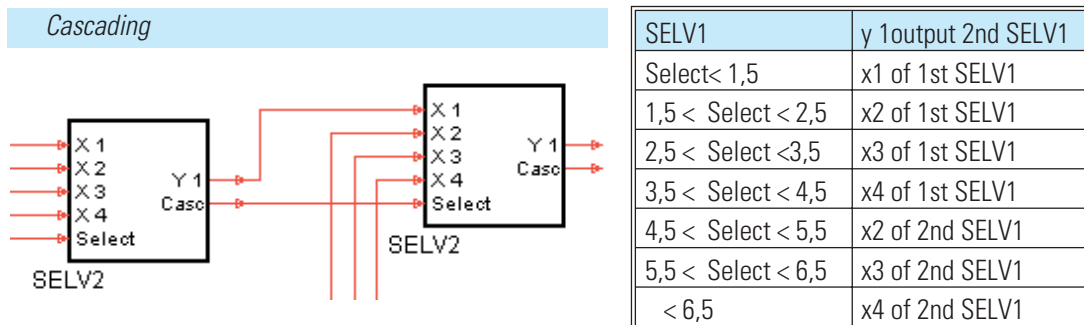 Cascading
X 1
X 2
X 3
X 4
Select
Y 1
Casc
SELV2
X 1
X 2
X 3
X 4
Select
Y 1
Casc
SELV2
SELV1 y 1output 2nd SELV1
Select< 1,5 x1 of 1st SELV1
1,5 < Select < 2,5 x2 of 1st SELV1
2,5 < Select <3,5 x3 of 1st SELV1
3,5 < Select < 4,5 x4 of 1st SELV1
4,5 < Select < 5,5 x2 of 2nd SELV1
5,5 < Select < 6,5 x3 of 2nd SELV1
< 6,5 x4 of 2nd SELV1